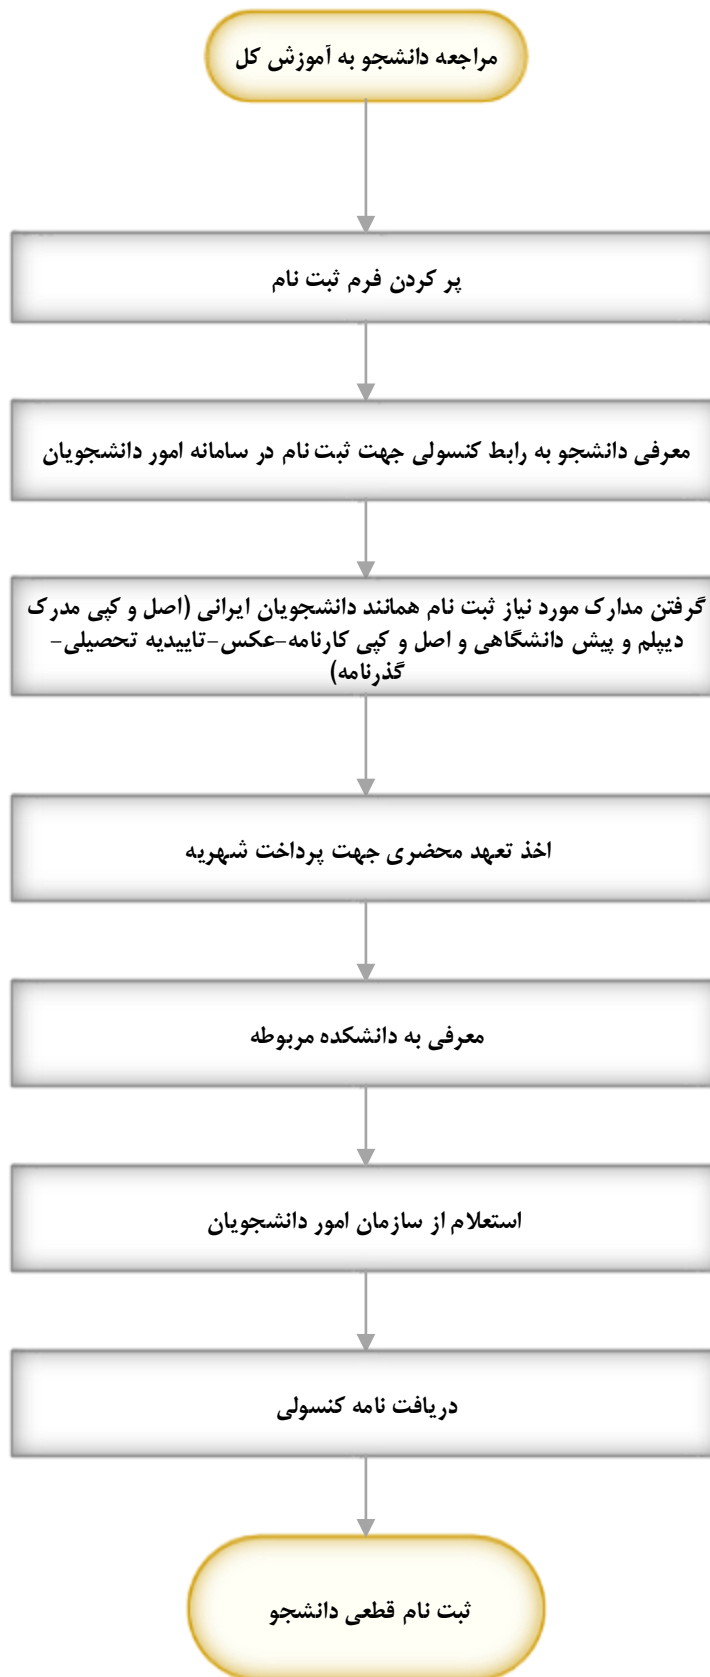 مراجعه دانشجو به آموزش کل
پر کردن فرم ثبت نام
معرفی دانشجو به رابط کنسولی جهت ثبت نام در سامانه امور دانشجویان
گرفتن مدارک مورد نیاز ثبت نام همانند دانشجویان ایرانی (اصل و کپی مدرک
دیپلم و پیش دانشگاهی و اصل و کپی کارنامه-عکس-تاییدیه تحصیلی-
گذرنامه)
اخذ تعهد محضری جهت پرداخت شهریه
معرفی به دانشکده مربوطه
استعلام از سازمان امور دانشجویان
دریافت نامه کنسولی
ثبت نام قطعی دانشجو